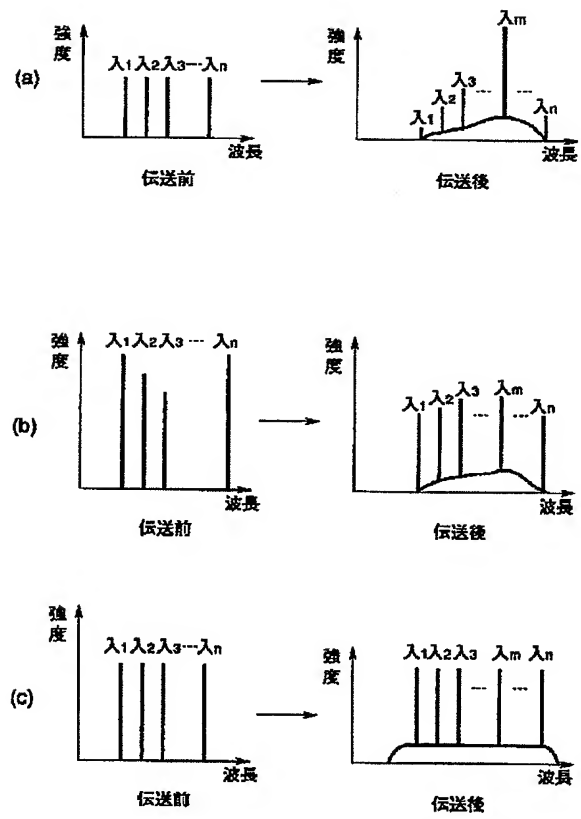 (a)
強度
λ1 λ2 λ3---λn
波長
伝送前
強度
λ1 λ2 λ3 --- λm --- λn
波長
伝送後
(b)
強度
λ1 λ2 λ3 --- λn
波長
伝送前
強度
λ1 λ2 λ3 --- λm --- λn
波長
伝送後
(c)
強度
λ1 λ2 λ3---λn
波長
伝送前
強度
λ1 λ2 λ3 --- λm --- λn
波長
伝送後